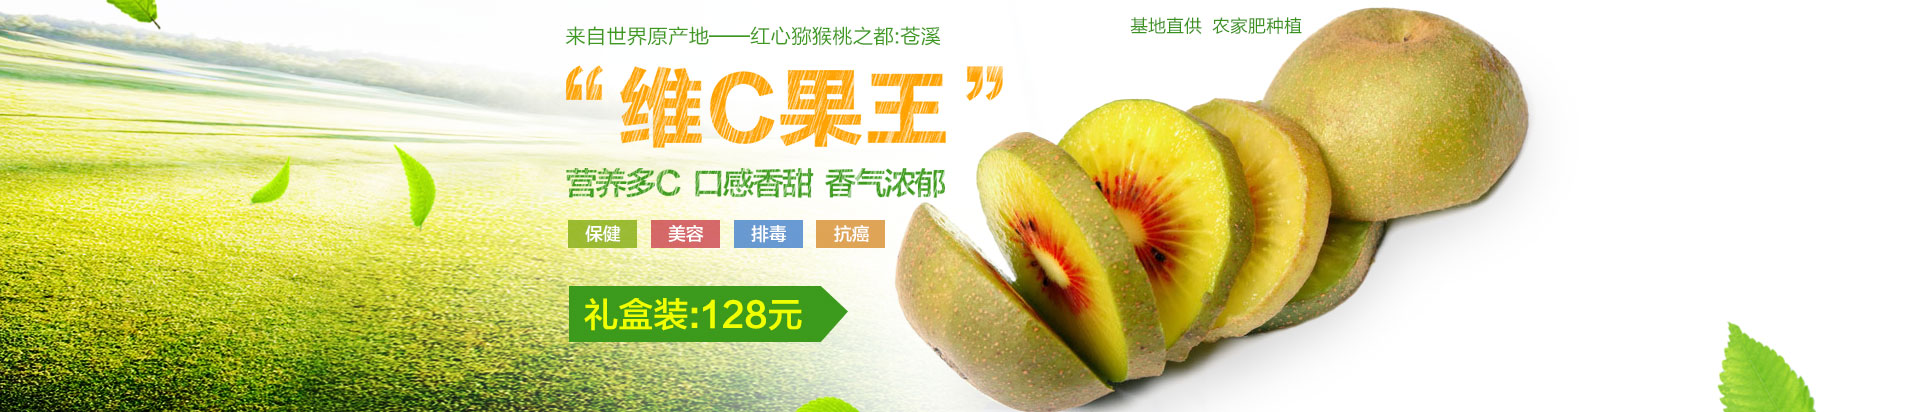 来自世界原产地——红心猕猴桃之都:苍溪
基地直供 农家肥种植
“维C果王”
营养多C 口感香甜 香气浓郁
保健 美容 排毒 抗癌
礼盒装:128元